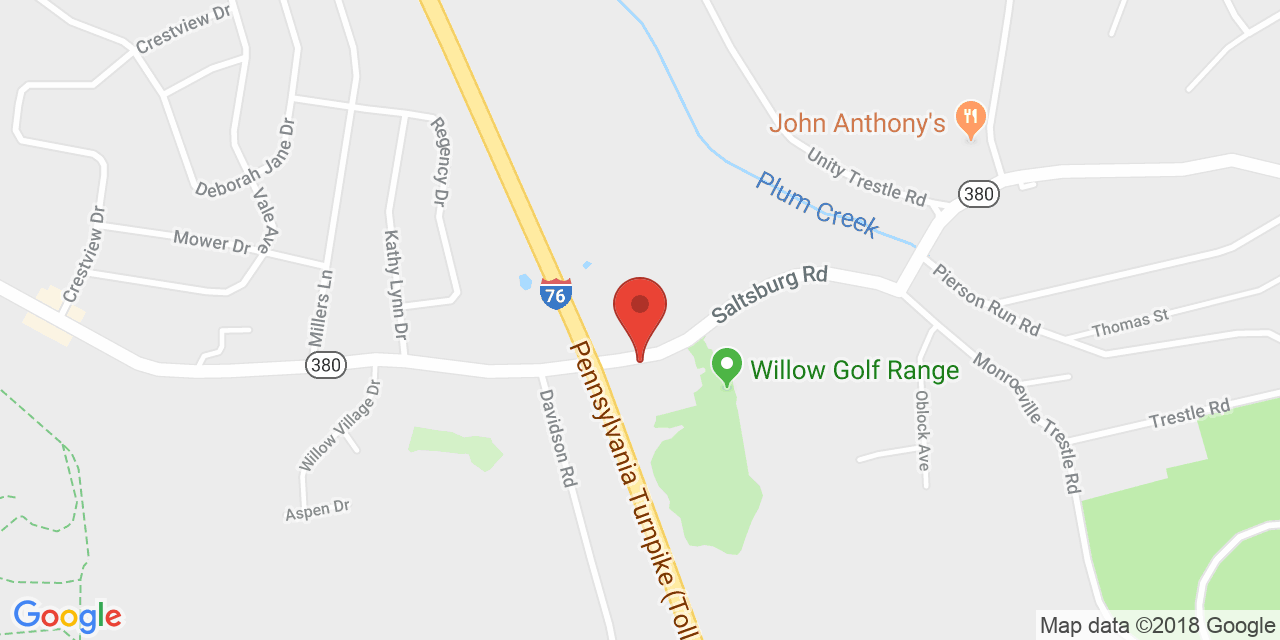 Crestview Dr
John Anthony's
Deborah Jane Dr
Regency Dr
Unity Trestle Rd
380
Plum Creek
Vale Ave
Mower Dr
Crestview Dr
Kathy Lynn Dr
Millers Ln
76
Saltsburg Rd
Pierson Run Rd
Thomas St
380
Willow Golf Range
Pennsylvania Turnpike (Toll
Monroeville Trestle Rd
Oblock Ave
Trestle Rd
Willow Village Dr
Davidson Rd
Aspen Dr
Google
Map data ©2018 Google